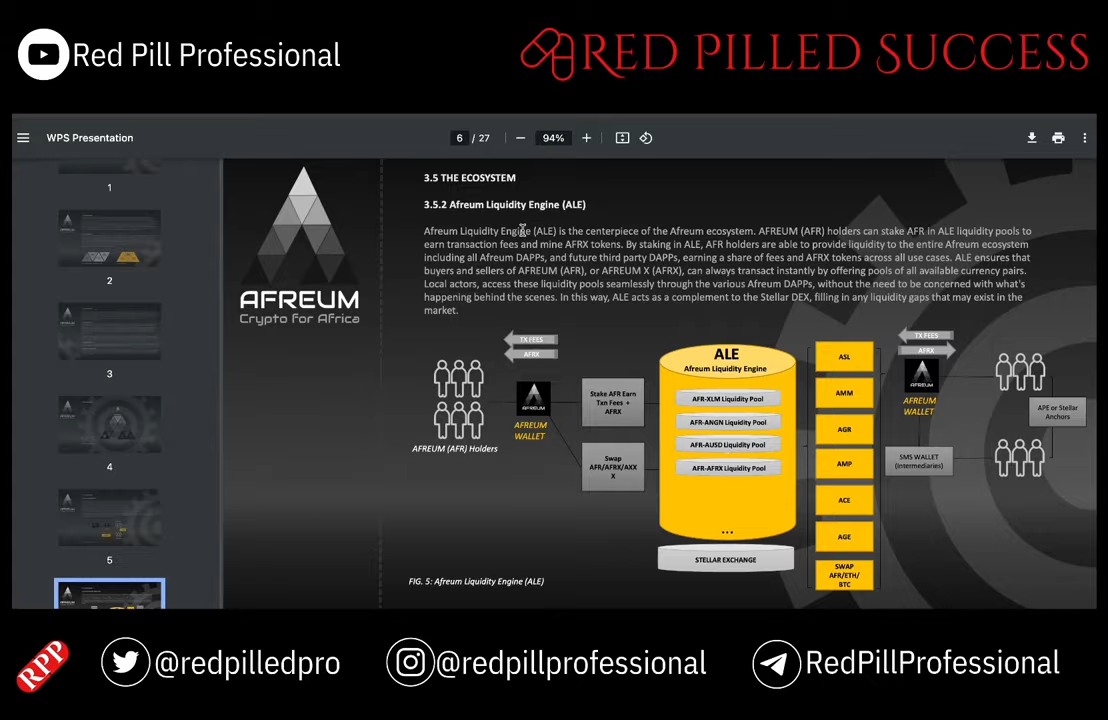 Red Pill Professional
RED PILLED SUCCESS
WPS Presentation
6 / 27
94%
1
2
3
4
5
AFREUM
Crypto for Africa
3.5 THE ECOSYSTEM
3.5.2 Afreum Liquidity Engine (ALE)
Afreum Liquidity Engine (ALE) is the centerpiece of the Afreum ecosystem. AFREUM (AFR) holders can stake AFR in ALE liquidity pools to
earn transaction fees and mine AFRX tokens. By staking in ALE, AFR holders are able to provide liquidity to the entire Afreum ecosystem
including all Afreum DAPPs, and future third party DAPPs, earning a share of fees and AFRX tokens across all use cases. ALE ensures that
buyers and sellers of AFREUM (AFR), or AFREUM X (AFRX), can always transact instantly by offering pools of all available currency pairs.
Local actors, access these liquidity pools seamlessly through the various Afreum DAPPs, without the need to be concerned with what's
happening behind the scenes. In this way, ALE acts as a complement to the Stellar DEX, filling in any liquidity gaps that may exist in the
market.
TX FEES
AFRX
AFREUM
AFREUM
WALLET
AFREUM (AFR) Holders
Stake AFR Earn
Txn Fees +
AFRX
Swap
AFR/AFRX/AXX
X
ALE
Afreum Liquidity Engine
AFR-XLM Liquidity Pool
AFR-ANGN Liquidity Pool
AFR-AUSD Liquidity Pool
AFR-AFRX Liquidity Pool
...
STELLAR EXCHANGE
ASL
AMM
AGR
AMP
ACE
AGE
SWAP
AFR/ETH/
BTC
TX FEES
AFRX
AFREUM
AFREUM
WALLET
SMS WALLET
(Intermediaries)
APE or Stellar
Anchors
FIG. 5: Afreum Liquidity Engine (ALE)
RPP
@redpilledpro
@redpillprofessional
RedPillProfessional